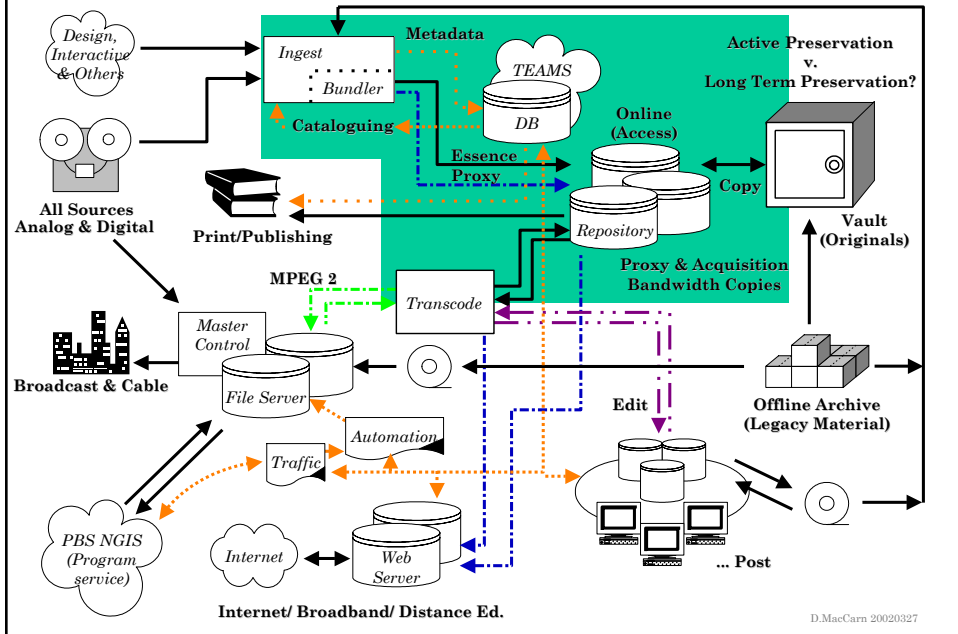 Design,
Interactive
& Others
Ingest
Bundler
Metadata
TEAMS
DB
Cataloguing
Active Preservation
v.
Long Term Preservation?
Online
(Access)
Essence
Proxy
Copy
All Sources
Analog & Digital
Print/Publishing
Repository
Vault
(Originals)
Proxy & Acquisition
Bandwidth Copies
MPEG 2
Transcode
Master
Control
Broadcast & Cable
File Server
Edit
Offline Archive
(Legacy Material)
Automation
Traffic
PBS NGIS
(Program
service)
Internet
Web
Server
... Post
Internet/ Broadband/ Distance Ed.
D.MacCarn 20020327